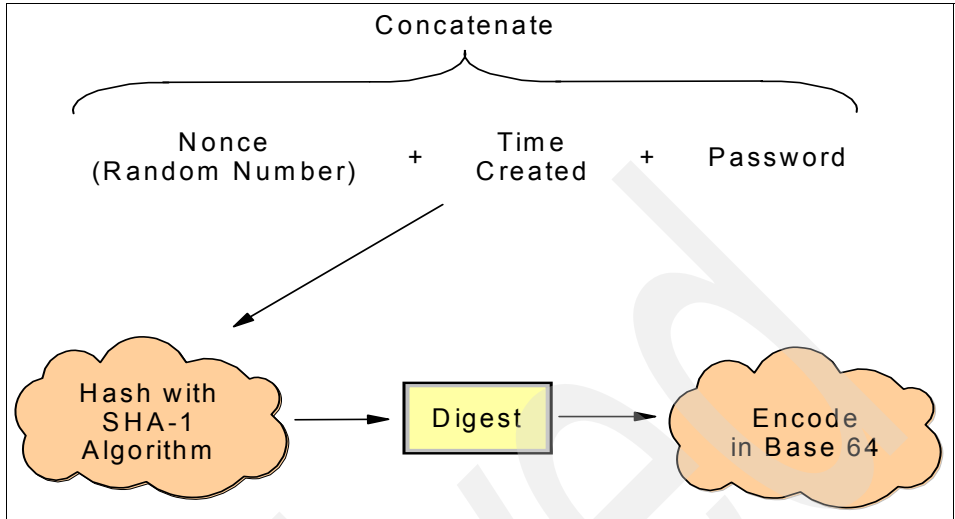 Concatenate
Nonce
(Random Number)
+
Time
Created
+
Password
Hash with
SHA-1
Algorithm
Digest
Encode
in Base 64